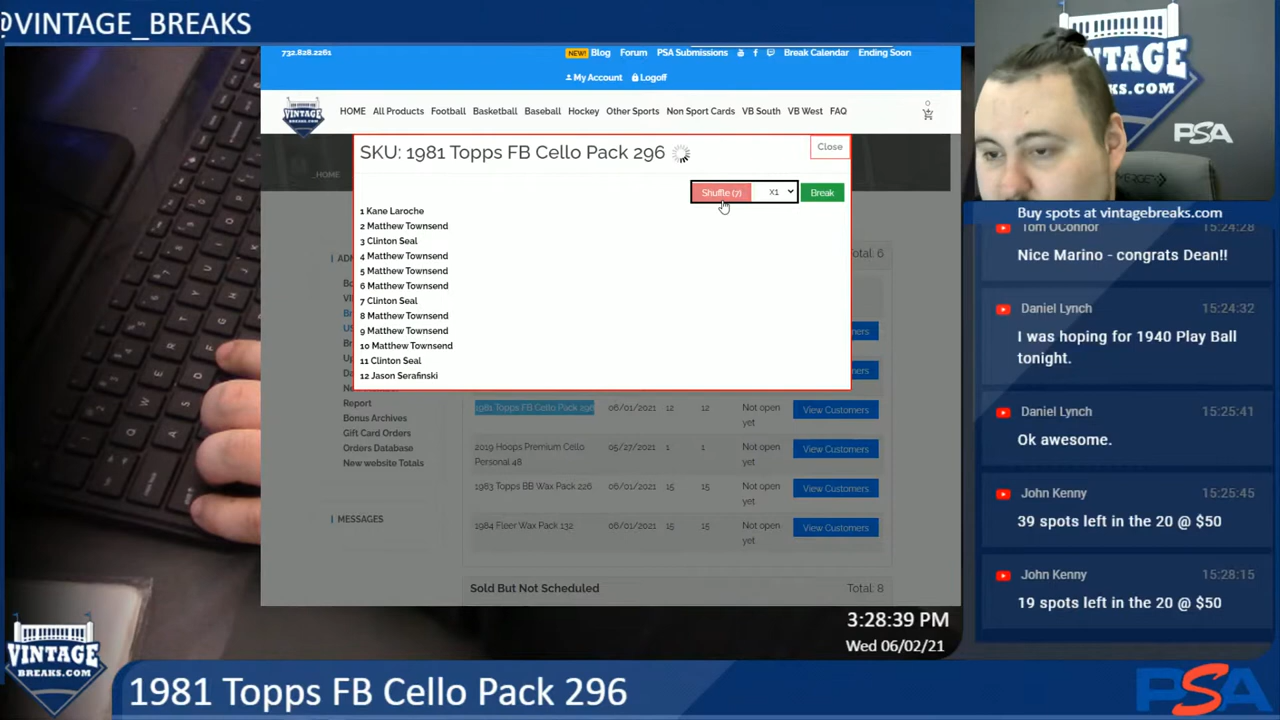 @VINTAGE_BREAKS
732.828.2261
NEW! Blog Forum PSA Submissions Break Calendar Ending Soon
My Account Logoff
VINTAGE
BREAKS.COM
HOME All Products Football Basketball Baseball Hockey Other Sports Non Sport Cards VB South VB West FAQ
0
SKU: 1981 Topps FB Cello Pack 296
Close
Shuffle (7) X1 Break
1 Kane Laroche
2 Matthew Townsend
3 Clinton Seal
4 Matthew Townsend
5 Matthew Townsend
6 Matthew Townsend
7 Clinton Seal
8 Matthew Townsend
9 Matthew Townsend
10 Matthew Townsend
11 Clinton Seal
12 Jason Serafinski
HOME
Total: 6
Report
Bonus Archives
Gift Card Orders
Orders Database
New website Totals
MESSAGES
1981 Topps FB Cello Pack 296 06/01/2021 12 12 Not open yet View Customers
2019 Hoops Premium Cello Personal 48 05/27/2021 1 1 Not open yet View Customers
1983 Topps BB Wax Pack 226 06/01/2021 15 15 Not open yet View Customers
1984 Fleer Wax Pack 132 06/01/2021 15 15 Not open yet View Customers
Sold But Not Scheduled Total: 8
VINTAGE
BREAKS.COM
PSA
Buy spots at vintagebreaks.com
Tom OConnor 15:24:28
Nice Marino - congrats Dean!!
Daniel Lynch 15:24:32
I was hoping for 1940 Play Ball
tonight.
Daniel Lynch 15:25:41
Ok awesome.
John Kenny 15:25:45
39 spots left in the 20 @ $50
John Kenny 15:28:15
19 spots left in the 20 @ $50
3:28:39 PM
Wed 06/02/21
VINTAGE
BREAKS.COM
1981 Topps FB Cello Pack 296
PSA